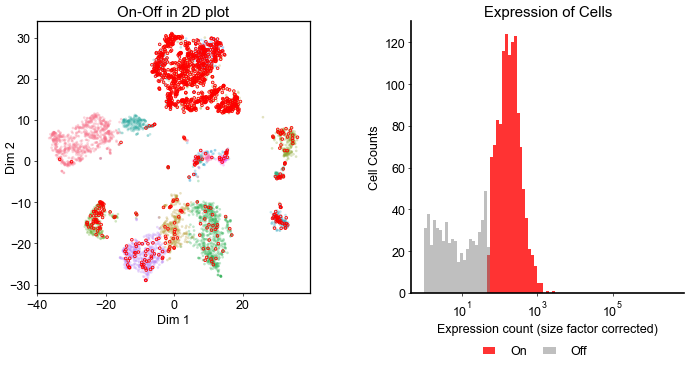 On-Off in 2D plot
30
20
10
0
−10
−20
−30
Dim 2
−40
−20
0
20
Dim 1
Expression of Cells
120
100
80
60
40
20
0
Cell Counts
10^1
10^3
10^5
Expression count (size factor corrected)
On
Off